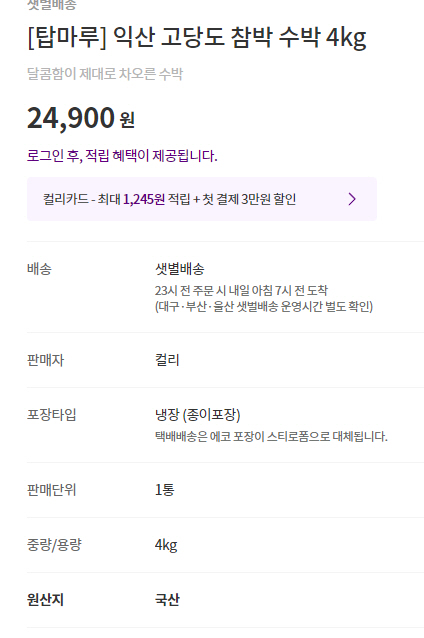 샛별배송
[탑마루] 익산 고당도 참박 수박 4kg
달콤함이 제대로 차오른 수박
24,900 원
로그인 후, 적립 혜택이 제공됩니다.
컬리카드 - 최대 1,245원 적립 + 첫 결제 3만원 할인
배송 샛별배송
23시 전 주문 시 내일 아침 7시 전 도착
(대구·부산·울산 샛별배송 운영시간 별도 확인)
판매자 컬리
포장타입 냉장 (종이포장)
택배배송은 에코 포장이 스티로폼으로 대체됩니다.
판매단위 1통
중량/용량 4kg
원산지 국산